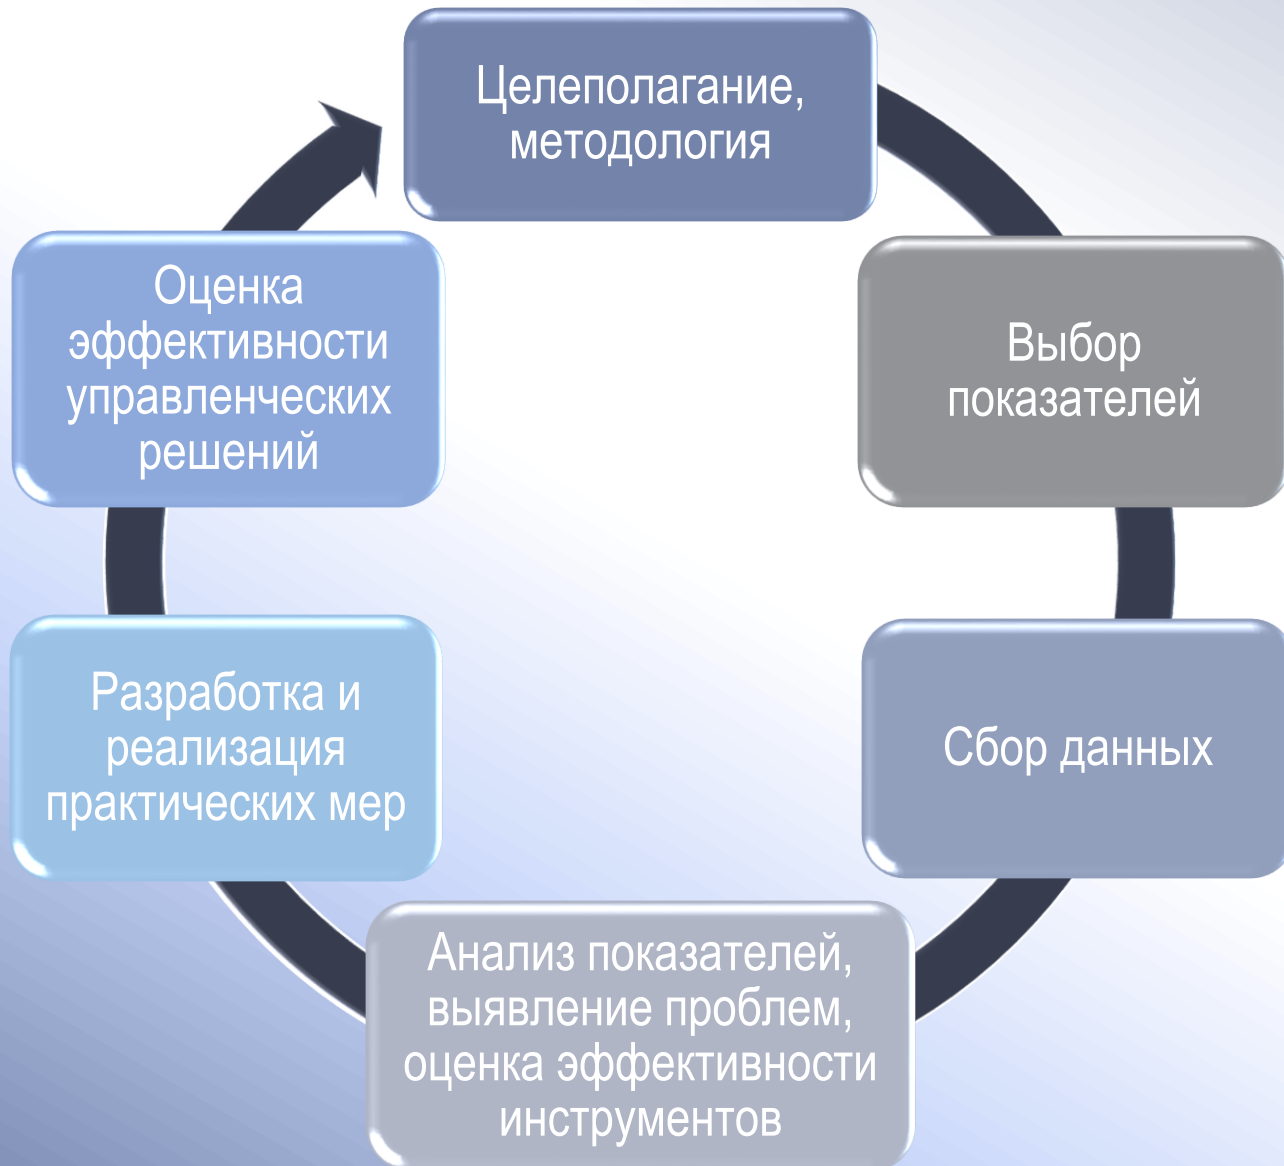 Целеполагание,
методология
Выбор
показателей
Сбор данных
Анализ показателей,
выявление проблем,
оценка эффективности
инструментов
Разработка и
реализация
практических мер
Оценка
эффективности
управленческих
решений